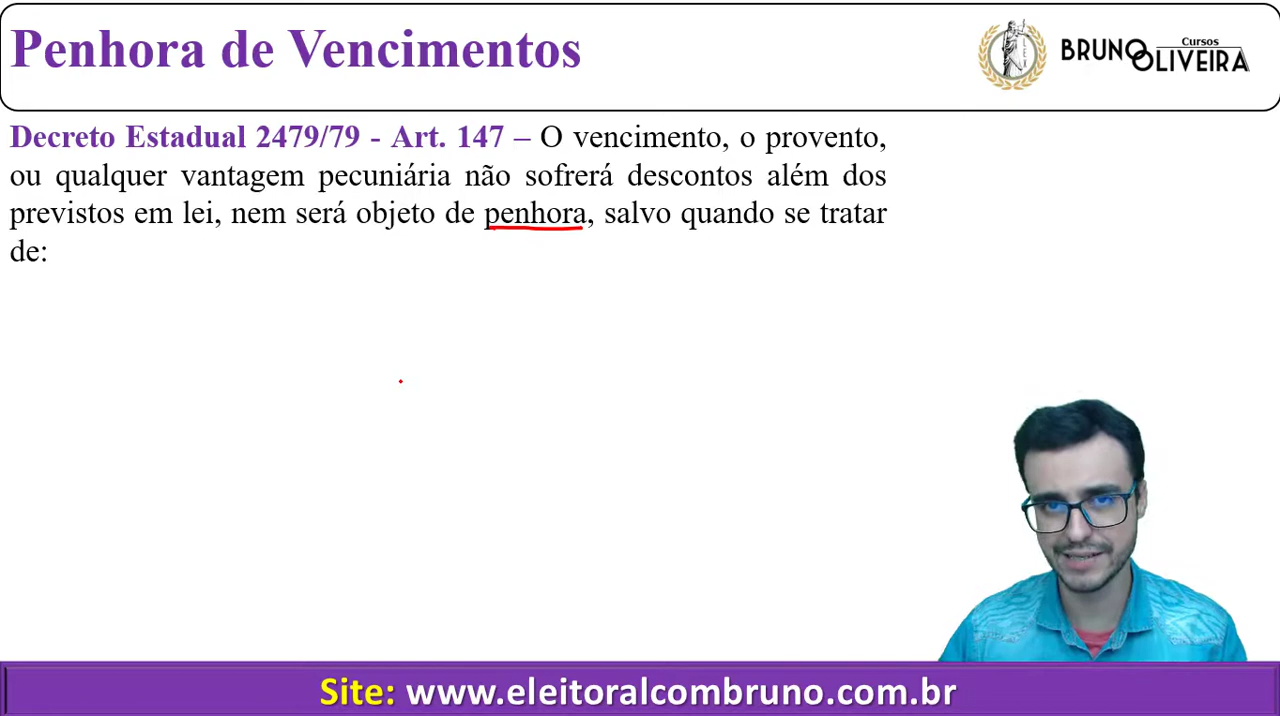 Penhora de Vencimentos
Cursos
BRUNO OLIVEIRA
Decreto Estadual 2479/79 - Art. 147 – O vencimento, o provento,
ou qualquer vantagem pecuniária não sofrerá descontos além dos
previstos em lei, nem será objeto de penhora, salvo quando se tratar
de:
Site: www.eleitoralcombruno.com.br